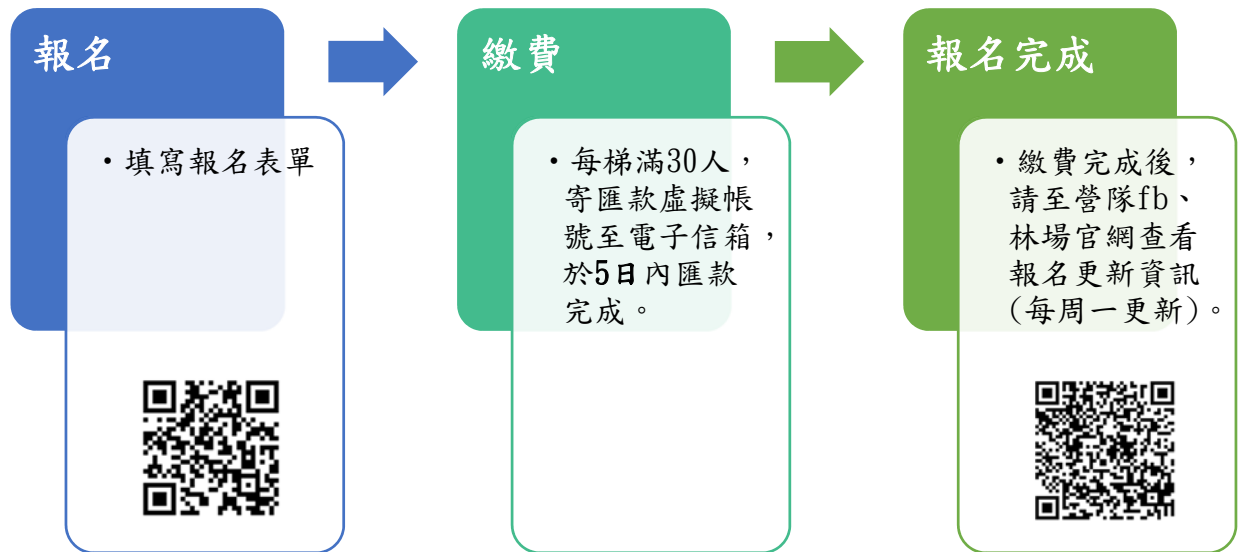 報名
・填寫報名表單
繳費
・每梯滿30人，
寄匯款虛擬帳
號至電子信箱，
於5日內匯款
完成。
報名完成
・繳費完成後，
請至營隊fb、
林場官網查看
報名更新資訊
(每周一更新)。